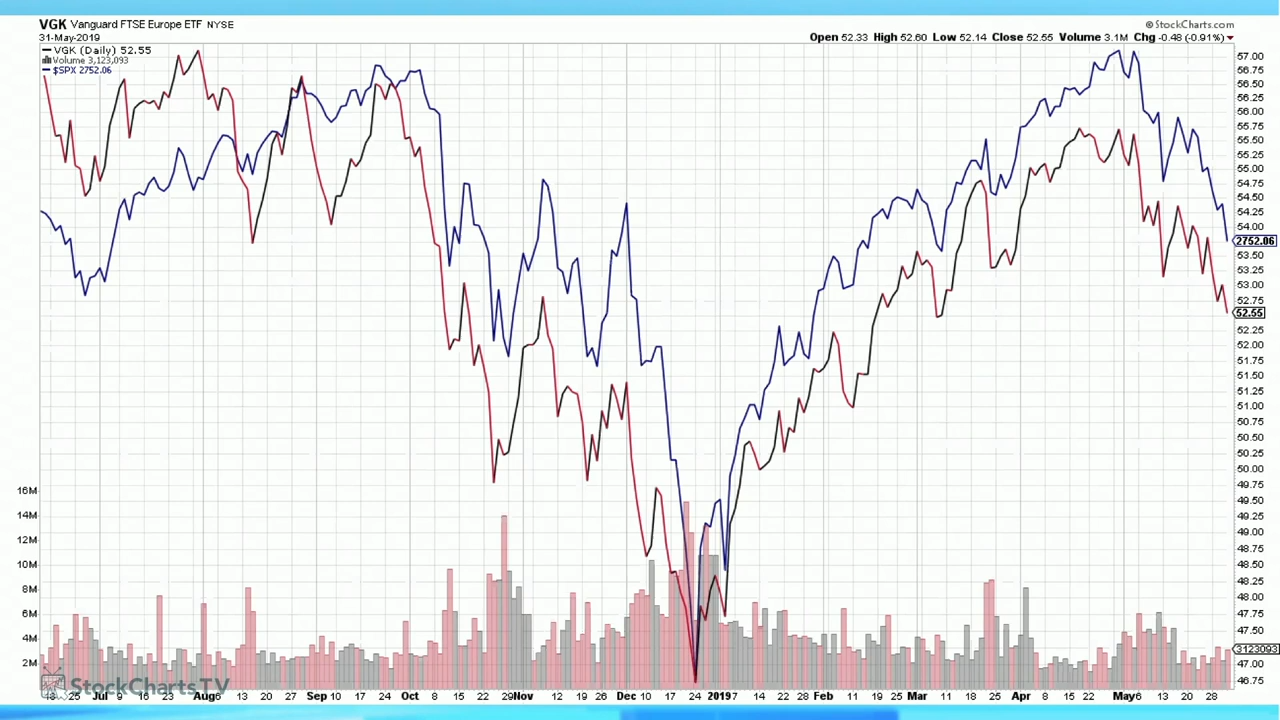 VGK Vanguard FTSE Europe ETF NYSE
© StockCharts.com
31-May-2019
Open 52.33 High 52.60 Low 52.14 Close 52.55 Volume 3.1M Chg -0.48 (-0.91%)
VGK (Daily) 52.55
Volume 3,123,093
$SPX 2752.06
57.00
56.75
56.50
56.25
56.00
55.75
55.50
55.25
55.00
54.75
54.50
54.25
54.00
2752.06
53.50
53.25
53.00
52.75
52.55
52.25
52.00
51.75
51.50
51.25
51.00
50.75
50.50
50.25
50.00
49.75
49.50
49.25
49.00
48.75
48.50
48.25
48.00
47.75
47.50
3123093
47.00
46.75
16M
14M
12M
10M
8M
6M
4M
2M
StockChartsTV
18 25 Jul 9 16 23 Aug 6 13 20 27 Sep 10 17 24 Oct 8 15 22 29 Nov 12 19 26 Dec 10 17 24 2019 7 14 22 28 Feb 11 19 25 Mar 11 18 25 Apr 8 15 22 May 6 13 20 28